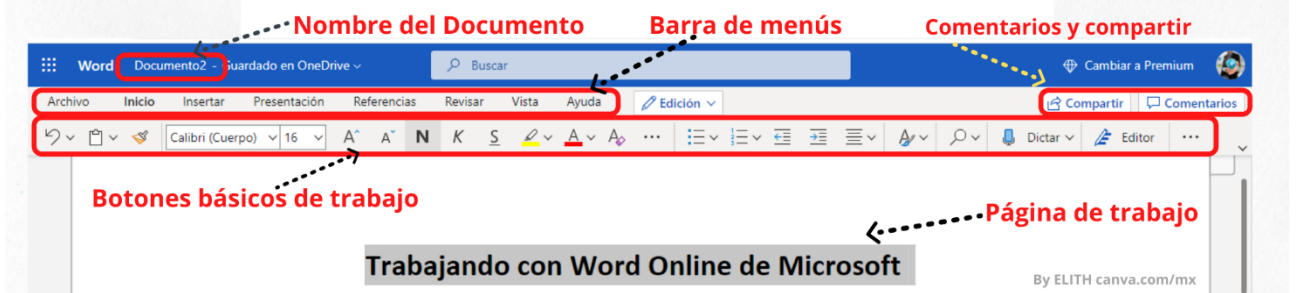 Nombre del Documento Barra de menús Comentarios y compartir
Word Documento2 - Guardado en OneDrive Buscar Cambiar a Premium
Archivo Inicio Insertar Presentación Referencias Revisar Vista Ayuda Edición Compartir Comentarios
Calibri (Cuerpo) 16 A A N K S A A Dictar Editor
Botones básicos de trabajo
Página de trabajo
Trabajando con Word Online de Microsoft
By ELITH canva.com/mx